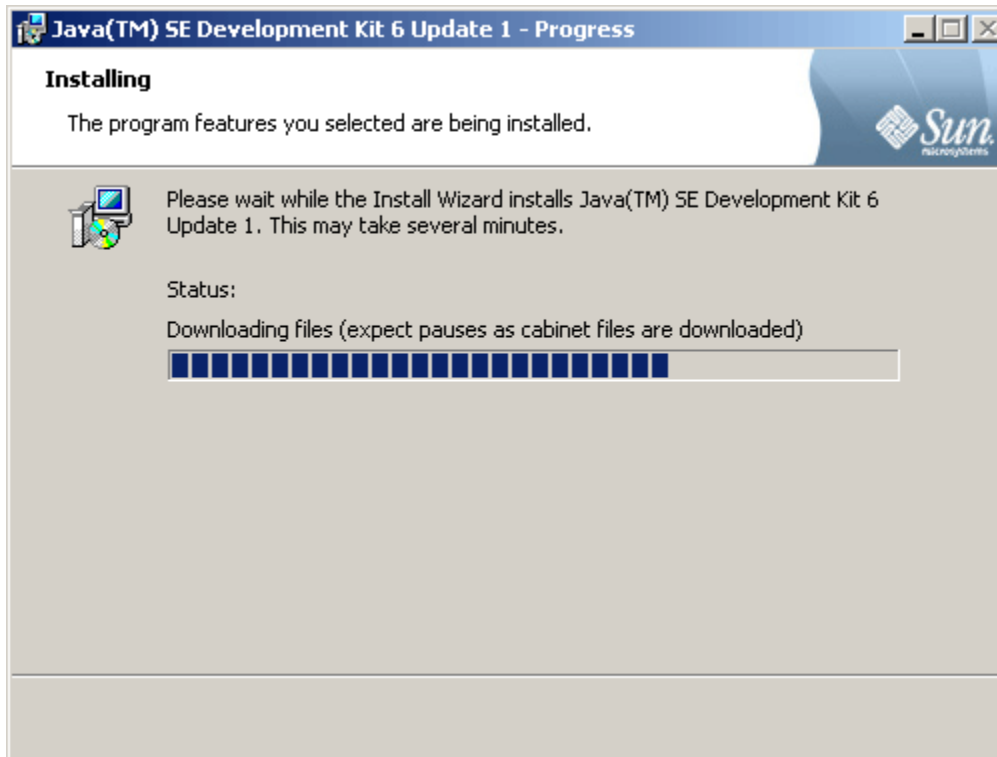 Java(TM) SE Development Kit 6 Update 1 - Progress
Installing
The program features you selected are being installed.
Sun
microsystems
Please wait while the Install Wizard installs Java(TM) SE Development Kit 6
Update 1. This may take several minutes.
Status:
Downloading files (expect pauses as cabinet files are downloaded)